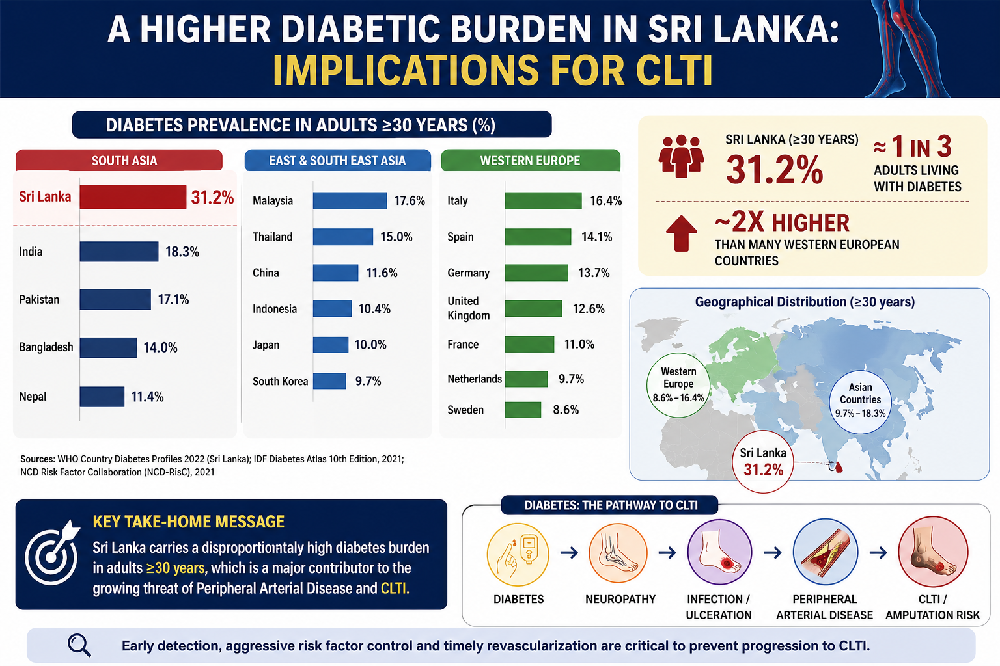 A HIGHER DIABETIC BURDEN IN SRI LANKA:
IMPLICATIONS FOR CLTI
DIABETES PREVALENCE IN ADULTS ≥30 YEARS (%)
SOUTH ASIA
Sri Lanka 31.2%
India 18.3%
Pakistan 17.1%
Bangladesh 14.0%
Nepal 11.4%
EAST & SOUTH EAST ASIA
Malaysia 17.6%
Thailand 15.0%
China 11.6%
Indonesia 10.4%
Japan 10.0%
South Korea 9.7%
WESTERN EUROPE
Italy 16.4%
Spain 14.1%
Germany 13.7%
United
Kingdom 12.6%
France 11.0%
Netherlands 9.7%
Sweden 8.6%
SRI LANKA (≥30 YEARS)
31.2%
≈ 1 IN 3
ADULTS LIVING
WITH DIABETES
~2X HIGHER
THAN MANY WESTERN EUROPEAN
COUNTRIES
Geographical Distribution (≥30 years)
Western
Europe
8.6% – 16.4%
Asian
Countries
9.7% – 18.3%
Sri Lanka
31.2%
Sources: WHO Country Diabetes Profiles 2022 (Sri Lanka); IDF Diabetes Atlas 10th Edition, 2021;
NCD Risk Factor Collaboration (NCD-RisC), 2021
KEY TAKE-HOME MESSAGE
Sri Lanka carries a disproportiomtaly high diabetes burden
in adults ≥30 years, which is a major contributor to the
growing threat of Peripheral Arterial Disease and CLTI.
DIABETES: THE PATHWAY TO CLTI
DIABETES
NEUROPATHY
INFECTION /
ULCERATION
PERIPHERAL
ARTERIAL DISEASE
CLTI /
AMPUTATION RISK
Early detection, aggressive risk factor control and timely revascularization are critical to prevent progression to CLTI.